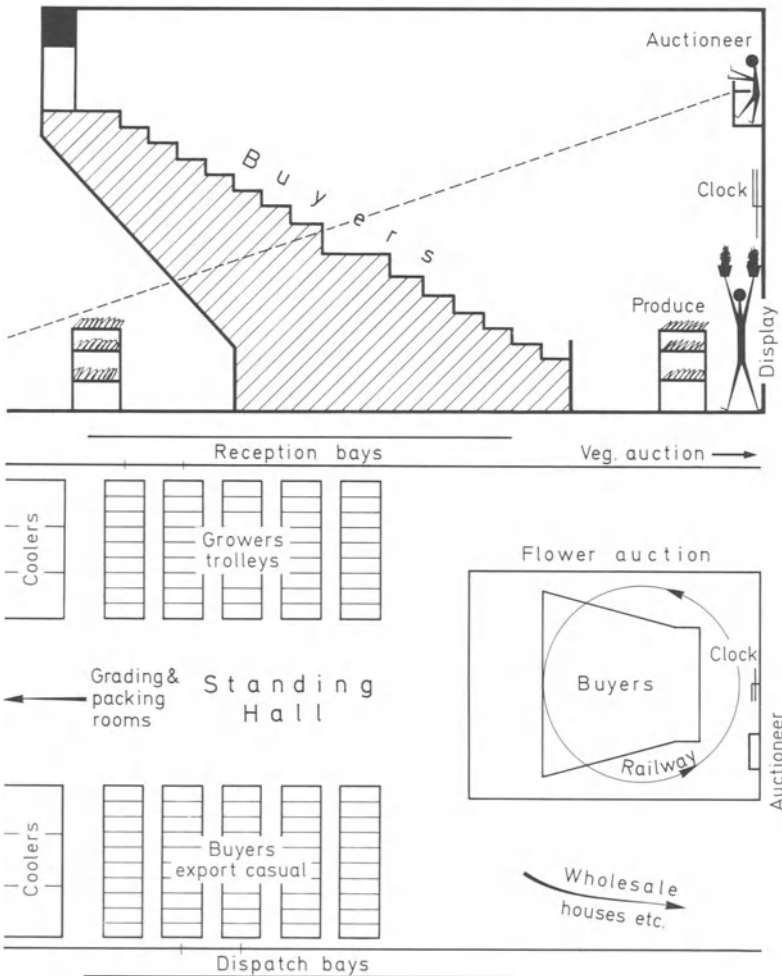 Auctioneer
Buyers
Clock
Produce
Display
Reception bays
Veg. auction
Coolers
Growers
trolleys
Flower auction
Grading &
packing
rooms
Standing
Hall
Buyers
Clock
Railway
Auctioneer
Coolers
Buyers
export casual
Wholesale
houses etc.
Dispatch bays